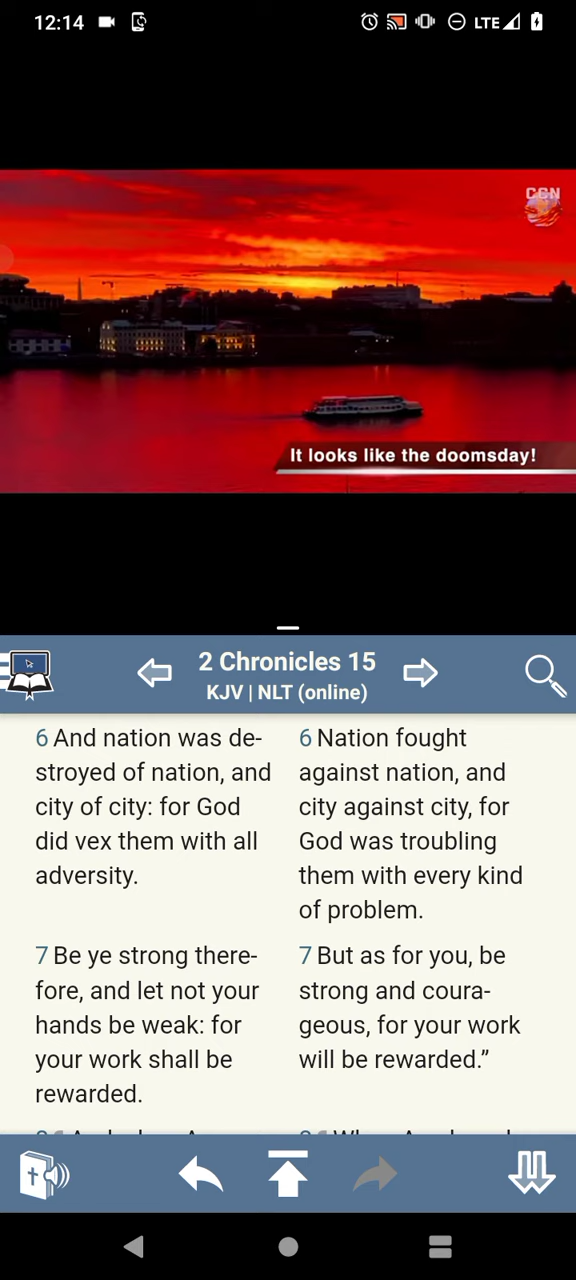 12:14
LTE
CBN
It looks like the doomsday!
2 Chronicles 15
KJV | NLT (online)
6 And nation was de-
stroyed of nation, and
city of city: for God
did vex them with all
adversity.
6 Nation fought
against nation, and
city against city, for
God was troubling
them with every kind
of problem.
7 Be ye strong there-
fore, and let not your
hands be weak: for
your work shall be
rewarded.
7 But as for you, be
strong and coura-
geous, for your work
will be rewarded.”